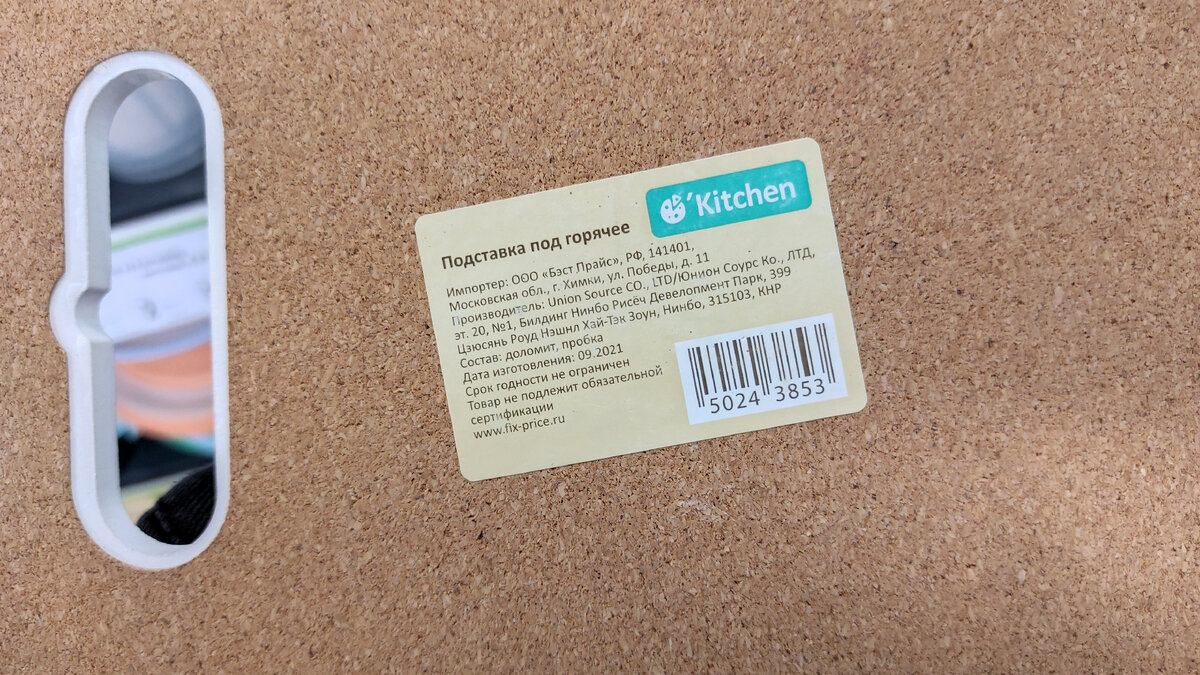 'Kitchen
Подставка под горячее
Импортер: ООО «Бэст Прайс», РФ, 141401,
Московская обл., г. Химки, ул. Победы, д. 11
Производитель: Union Source CO., LTD/Юнион Соурс Ко., ЛТД,
эт. 20, №1, Билдинг Нинбо Рисёч Девелопмент Парк, 399
Цзюсянь Роуд Нэшнл Хай-Тэк Зоун, Нинбо, 315103, КНР
Состав: доломит, пробка
Дата изготовления: 09.2021
Срок годности не ограничен
Товар не подлежит обязательной
сертификации
www.fix-price.ru
5024 3853